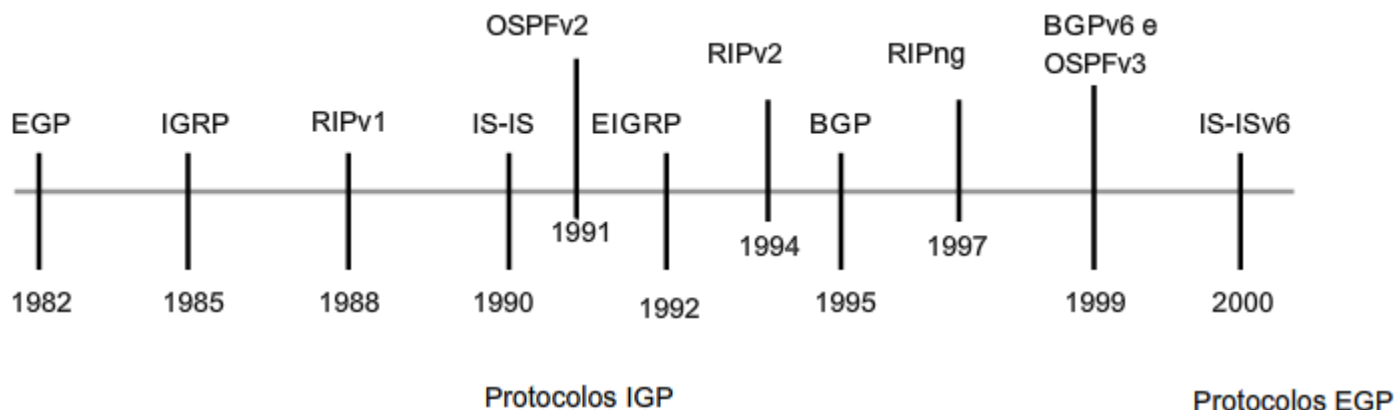 OSPFv2
BGPv6 e
OSPFv3
RIPv2
RIPng
EGP
IGRP
RIPv1
IS-IS
EIGRP
BGP
IS-ISv6
1991
1994
1997
1982
1985
1988
1990
1992
1995
1999
2000
Protocolos IGP
Protocolos EGP